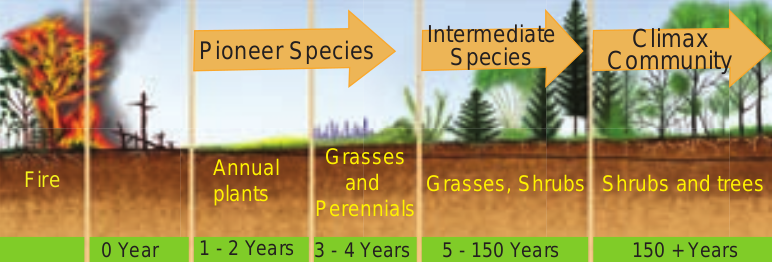 Pioneer Species
Intermediate
Species
Climax
Community
Fire
Annual
plants
Grasses
and
Perennials
Grasses, Shrubs
Shrubs and trees
0 Year
1 - 2 Years
3 - 4 Years
5 - 150 Years
150 + Years